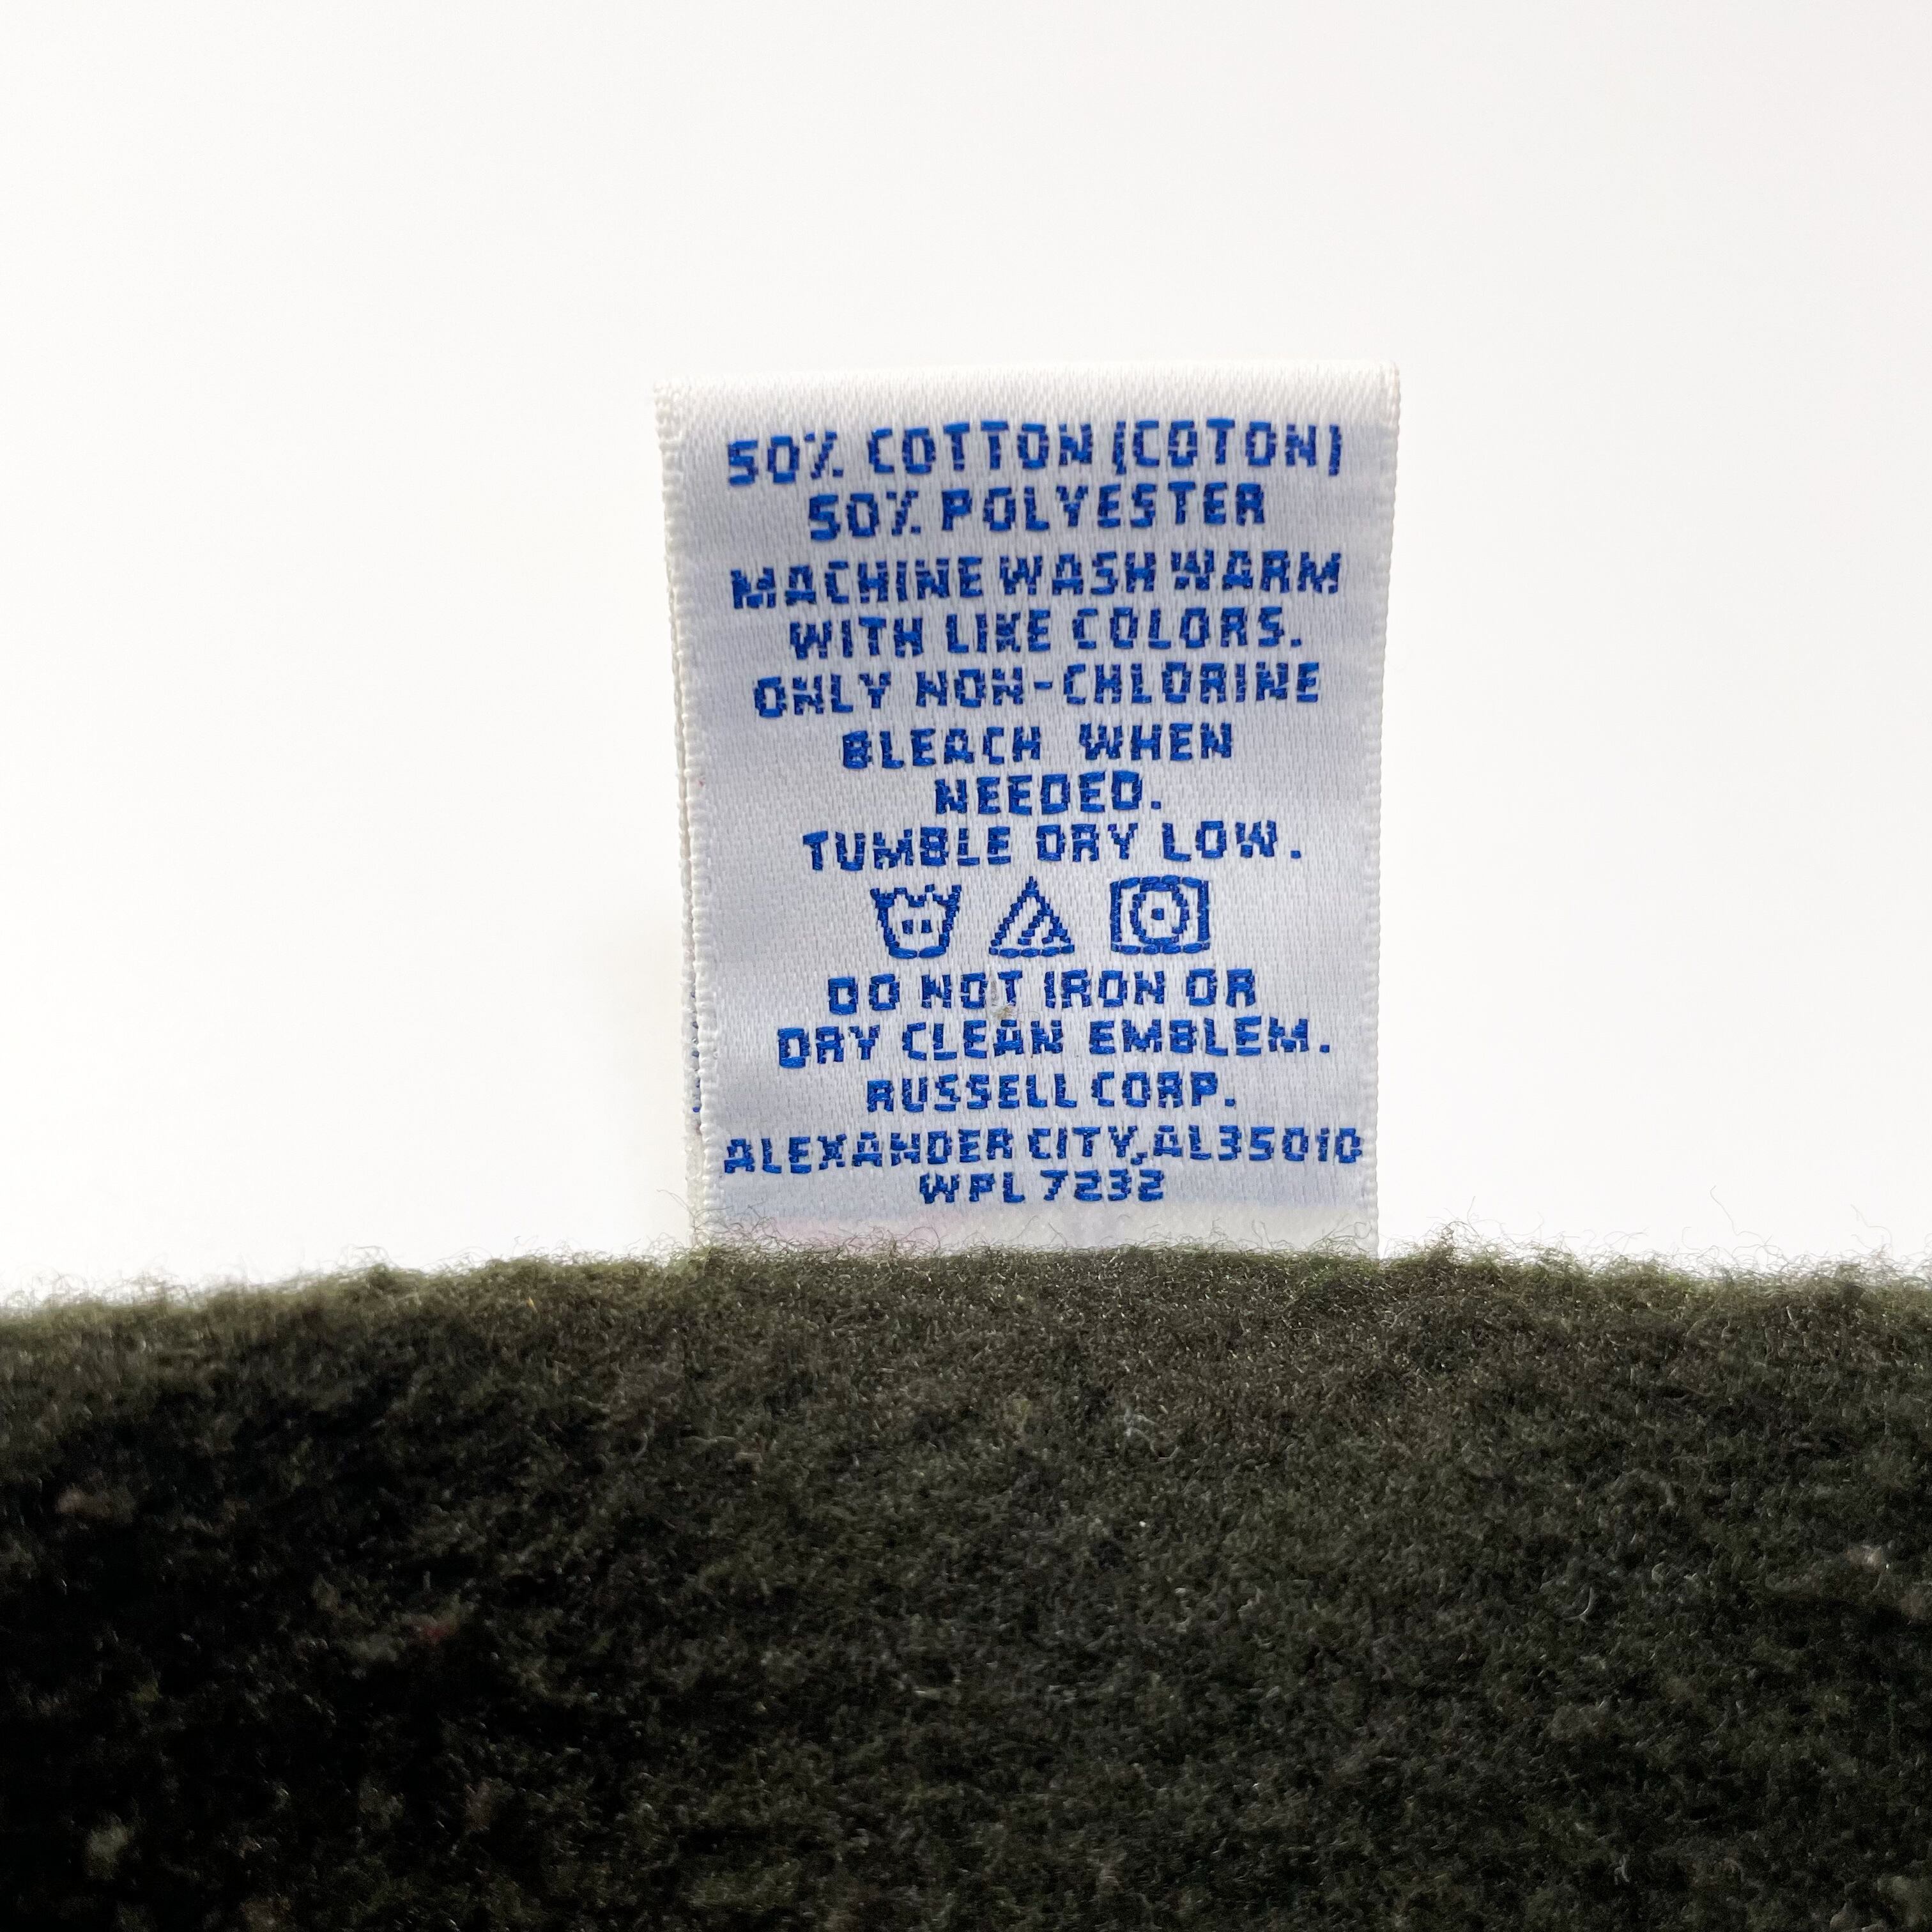 50% COTTON (COTON)
50% POLYESTER
MACHINE WASH WARM
WITH LIKE COLORS.
ONLY NON-CHLORINE
BLEACH WHEN
NEEDED.
TUMBLE DRY LOW.
DO NOT IRON OR
DRY CLEAN EMBLEM.
RUSSELL CORP.
ALEXANDER CITY,AL35010
WPL 7232